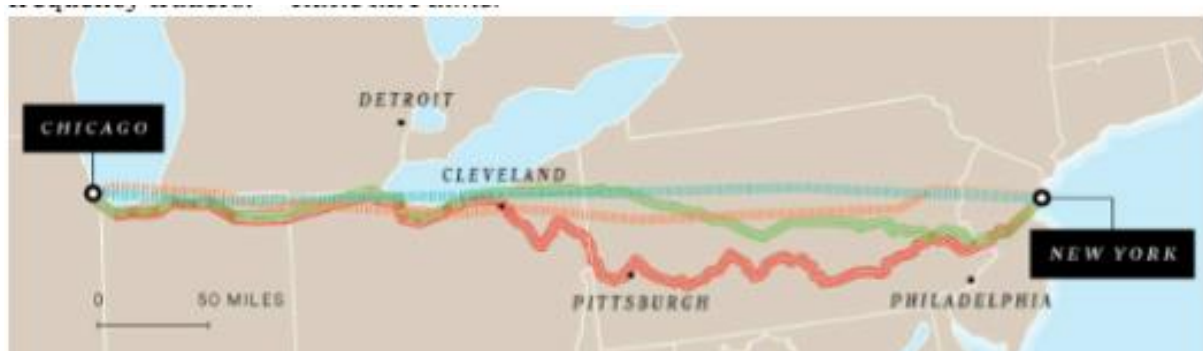 DETROIT
CHICAGO
CLEVELAND
NEW YORK
0 50 MILES
PITTSBURGH
PHILADELPHIA